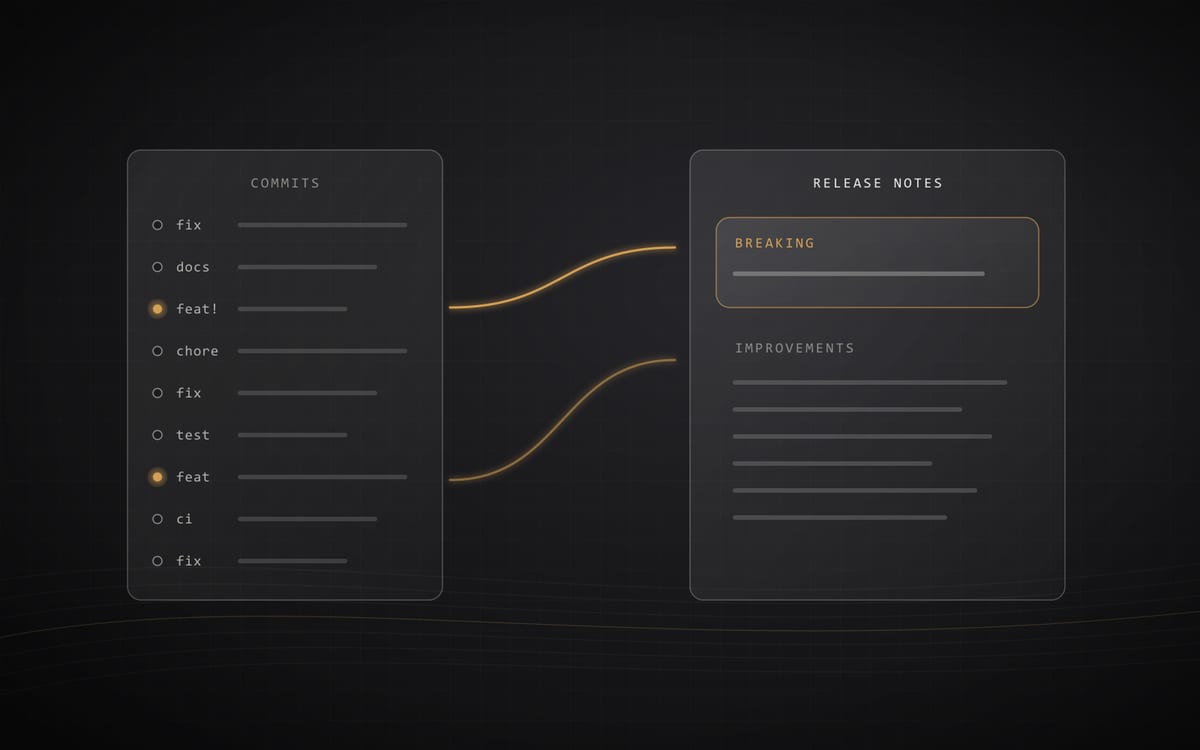 COMMITS
fix
docs
feat!
chore
fix
test
feat
ci
fix
RELEASE NOTES
BREAKING
IMPROVEMENTS